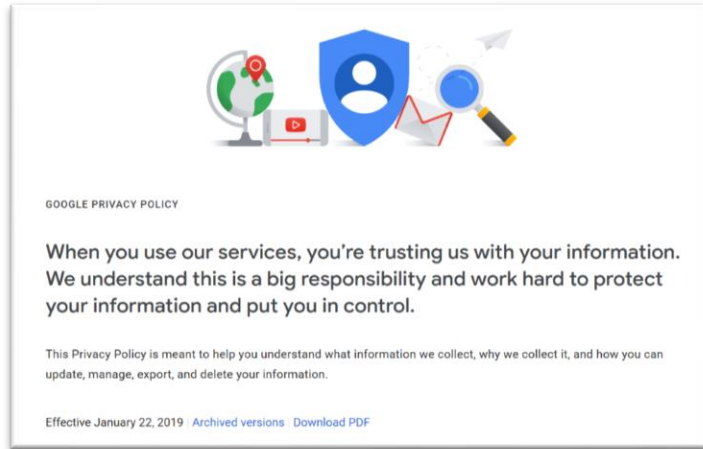 GOOGLE PRIVACY POLICY
When you use our services, you’re trusting us with your information.
We understand this is a big responsibility and work hard to protect
your information and put you in control.
This Privacy Policy is meant to help you understand what information we collect, why we collect it, and how you can
update, manage, export, and delete your information.
Effective January 22, 2019 | Archived versions | Download PDF